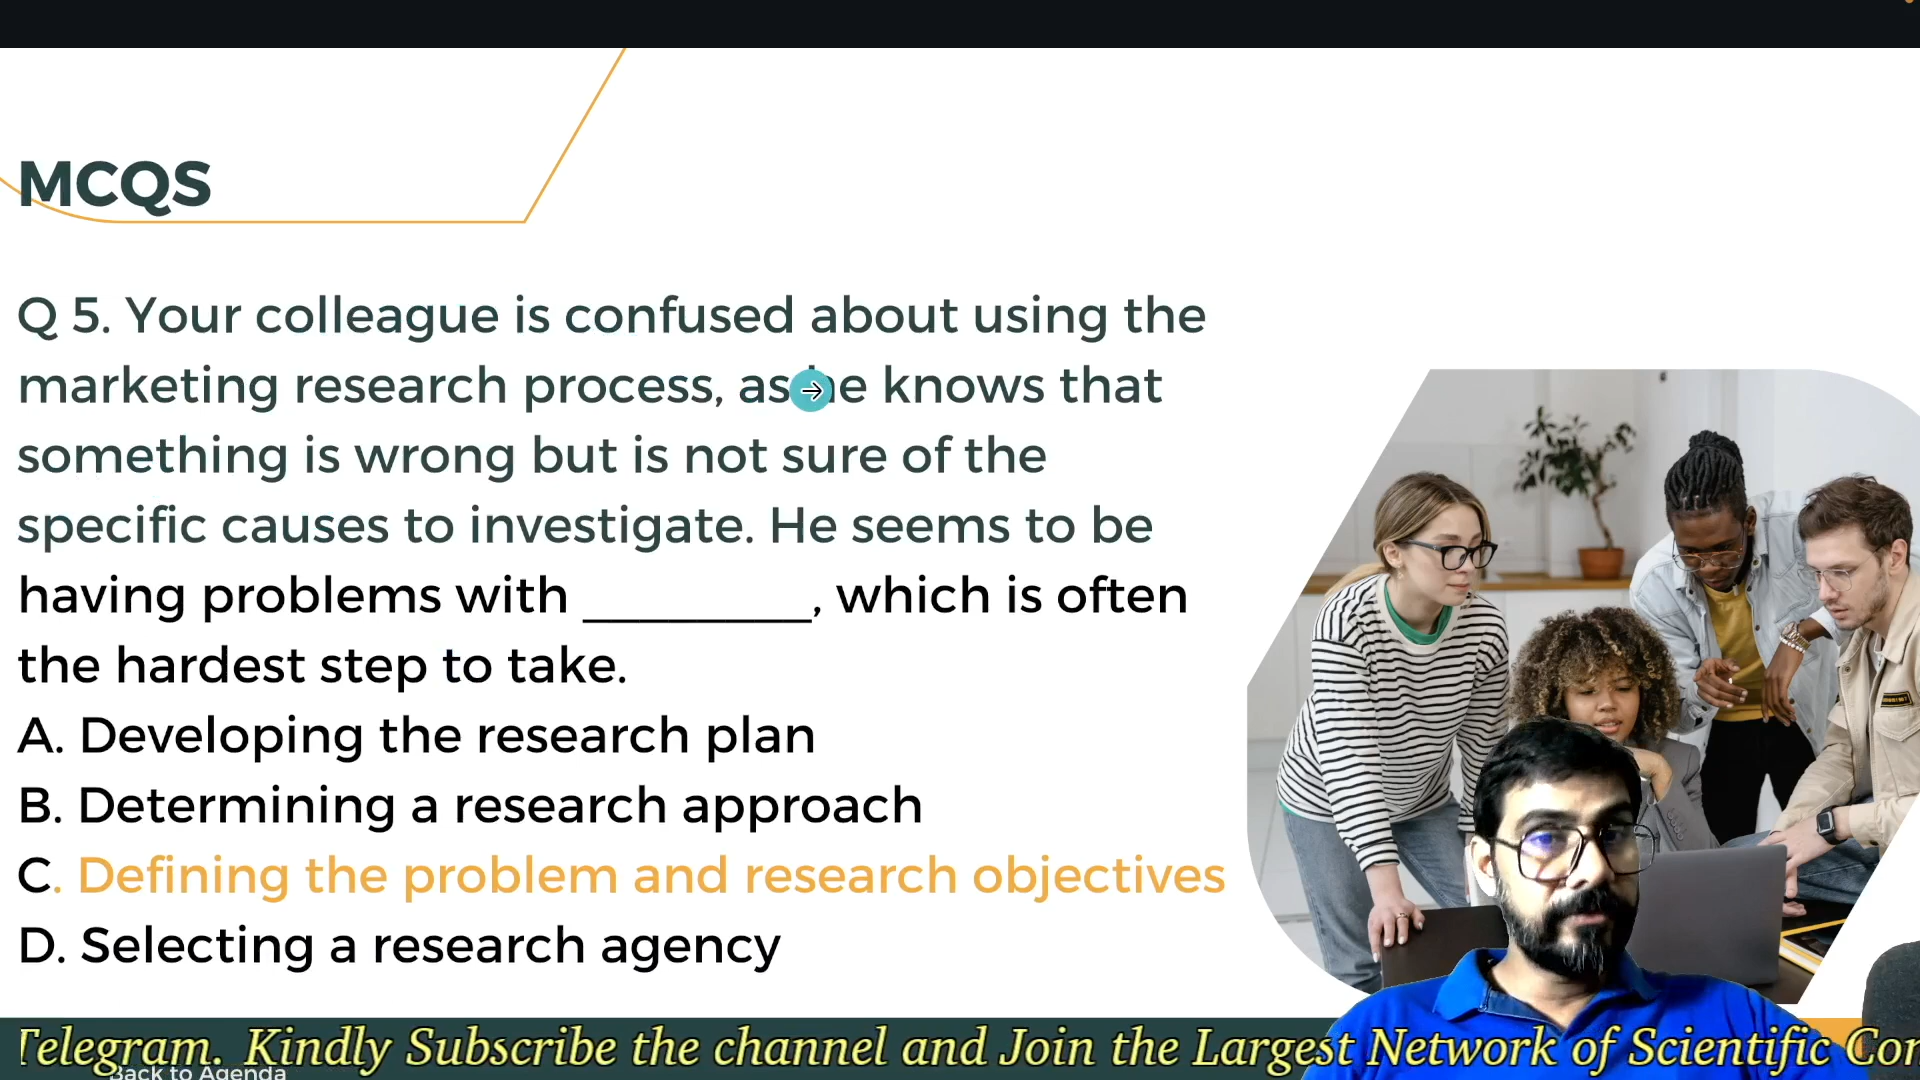 MCQS
Q 5. Your colleague is confused about using the
marketing research process, as he knows that
something is wrong but is not sure of the
specific causes to investigate. He seems to be
having problems with _________, which is often
the hardest step to take.
A. Developing the research plan
B. Determining a research approach
C. Defining the problem and research objectives
D. Selecting a research agency
Telegram. Kindly Subscribe the channel and Join the Largest Network of Scientific
Back to Agenda